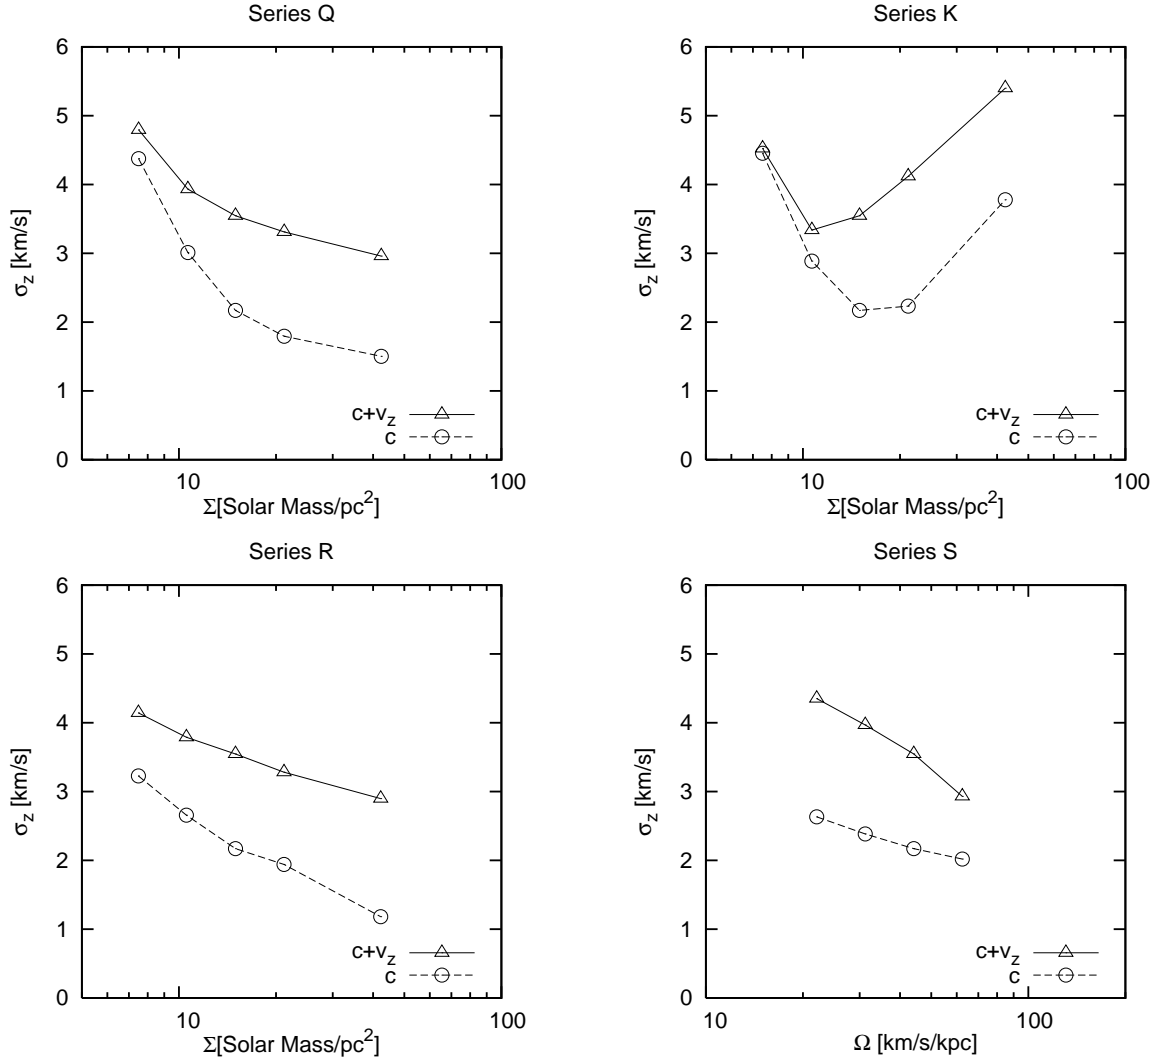 Series Q
6
5
4
3
2
1
0
σz [km/s]
c+vz
c
10 100
Σ[Solar Mass/pc²]
Series K
6
5
4
3
2
1
0
σz [km/s]
c+vz
c
10 100
Σ[Solar Mass/pc²]
Series R
6
5
4
3
2
1
0
σz [km/s]
c+vz
c
10 100
Σ[Solar Mass/pc²]
Series S
6
5
4
3
2
1
0
σz [km/s]
c+vz
c
10 100
Ω [km/s/kpc]